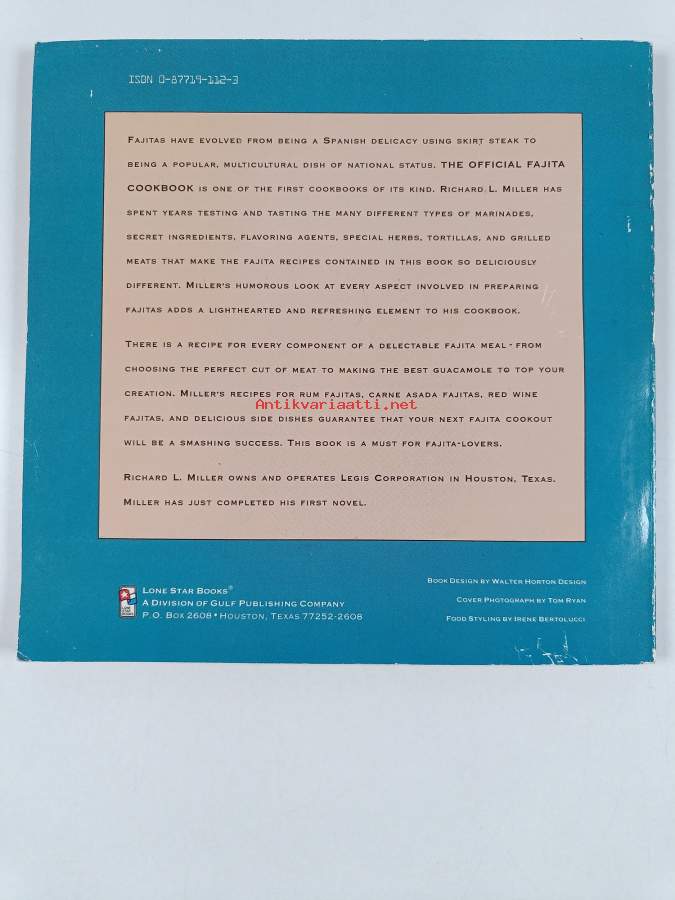 ISBN 0-87719-112-3
Fajitas have evolved from being a Spanish delicacy using skirt steak to
being a popular, multicultural dish of national status. THE OFFICIAL FAJITA
COOKBOOK is one of the first cookbooks of its kind. Richard L. Miller has
spent years testing and tasting the many different types of marinades,
secret ingredients, flavoring agents, special herbs, tortillas, and grilled
meats that make the fajita recipes contained in this book so deliciously
different. Miller's humorous look at every aspect involved in preparing
fajitas adds a lighthearted and refreshing element to his cookbook.
There is a recipe for every component of a delectable fajita meal - from
choosing the perfect cut of meat to making the best guacamole to top your
creation. Miller's recipes for rum fajitas, carne asada fajitas, red wine
Antikvariaatti.net
fajitas, and delicious side dishes guarantee that your next fajita cookout
will be a smashing success. This book is a must for fajita-lovers.
Richard L. Miller owns and operates Legis Corporation in Houston, Texas.
Miller has just completed his first novel.
Lone Star Books®
A Division of Gulf Publishing Company
P.O. Box 2608 • Houston, Texas 77252-2608
Book Design by Walter Horton Design
Cover Photograph by Tom Ryan
Food Styling by Irene Bertolucci